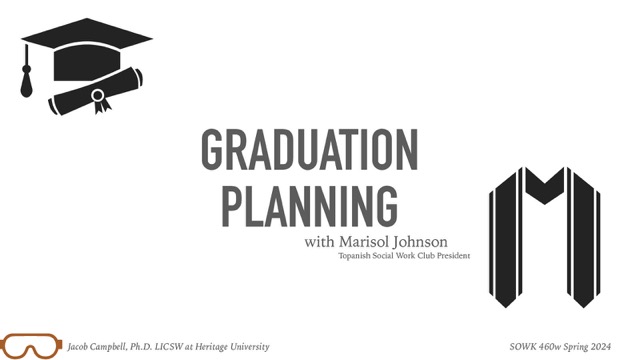 GRADUATION
PLANNING
with Marisol Johnson
Topanish Social Work Club President
Jacob Campbell, Ph.D. LICSW at Heritage University
SOWK 460w Spring 2024